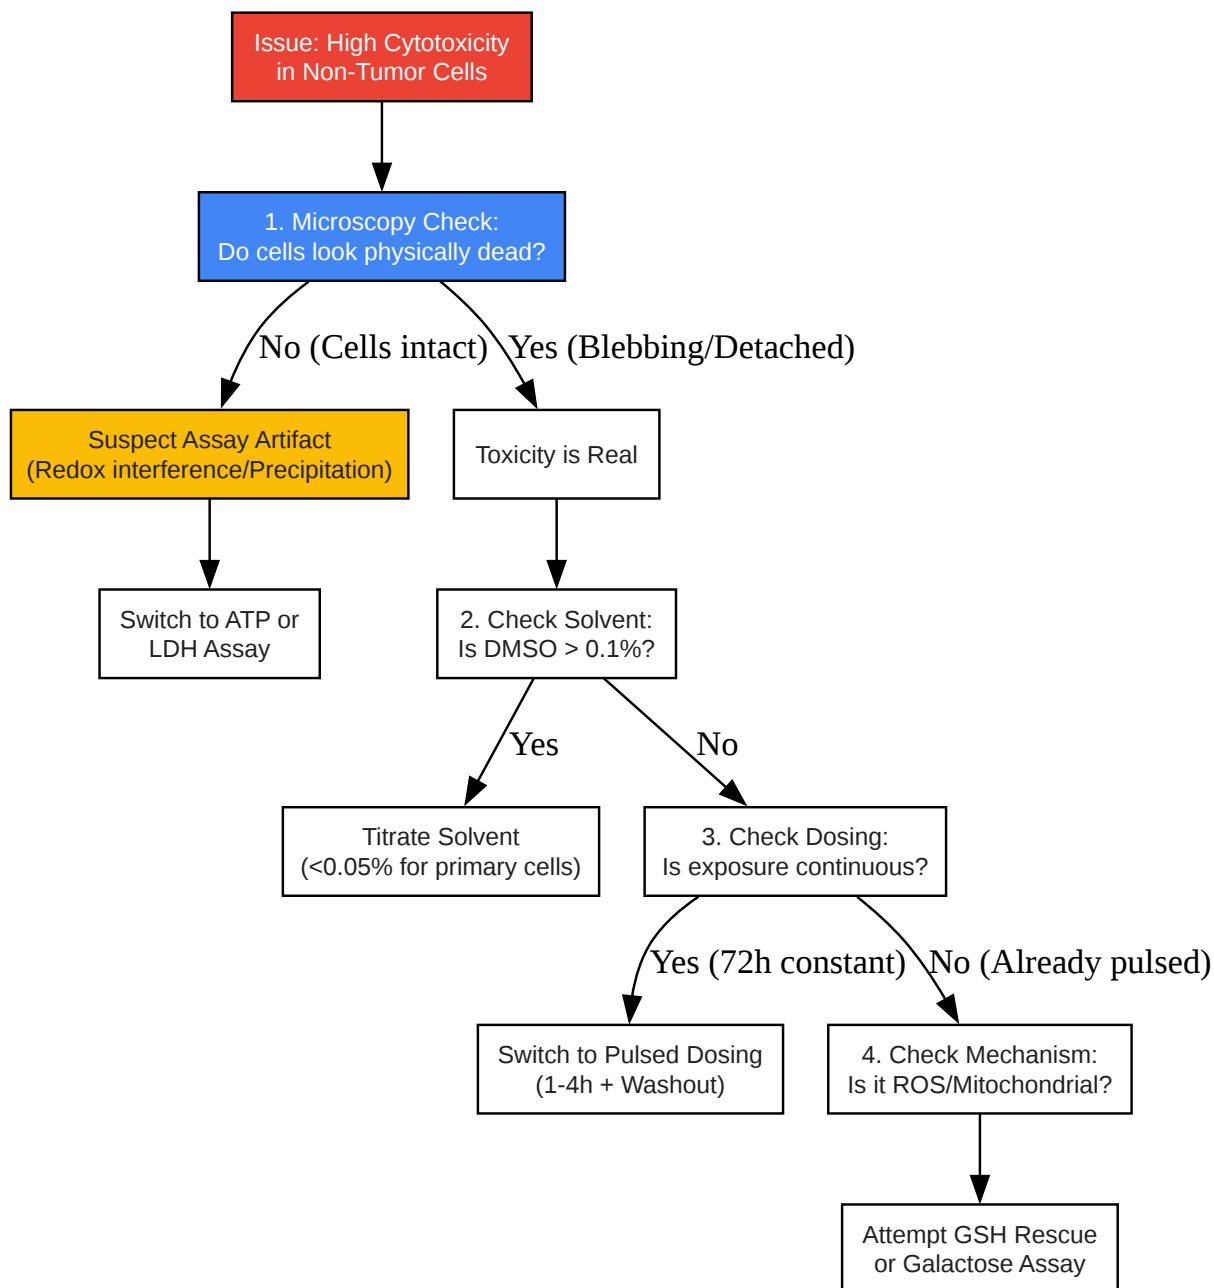 Issue: High Cytotoxicity
in Non-Tumor Cells
1. Microscopy Check:
Do cells look physically dead?
No (Cells intact)
Yes (Blebbing/Detached)
Suspect Assay Artifact
(Redox interference/Precipitation)
Toxicity is Real
Switch to ATP or
LDH Assay
2. Check Solvent:
Is DMSO > 0.1%?
Yes
No
Titrate Solvent
(<0.05% for primary cells)
3. Check Dosing:
Is exposure continuous?
Yes (72h constant)
No (Already pulsed)
Switch to Pulsed Dosing
(1-4h + Washout)
4. Check Mechanism:
Is it ROS/Mitochondrial?
Attempt GSH Rescue
or Galactose Assay